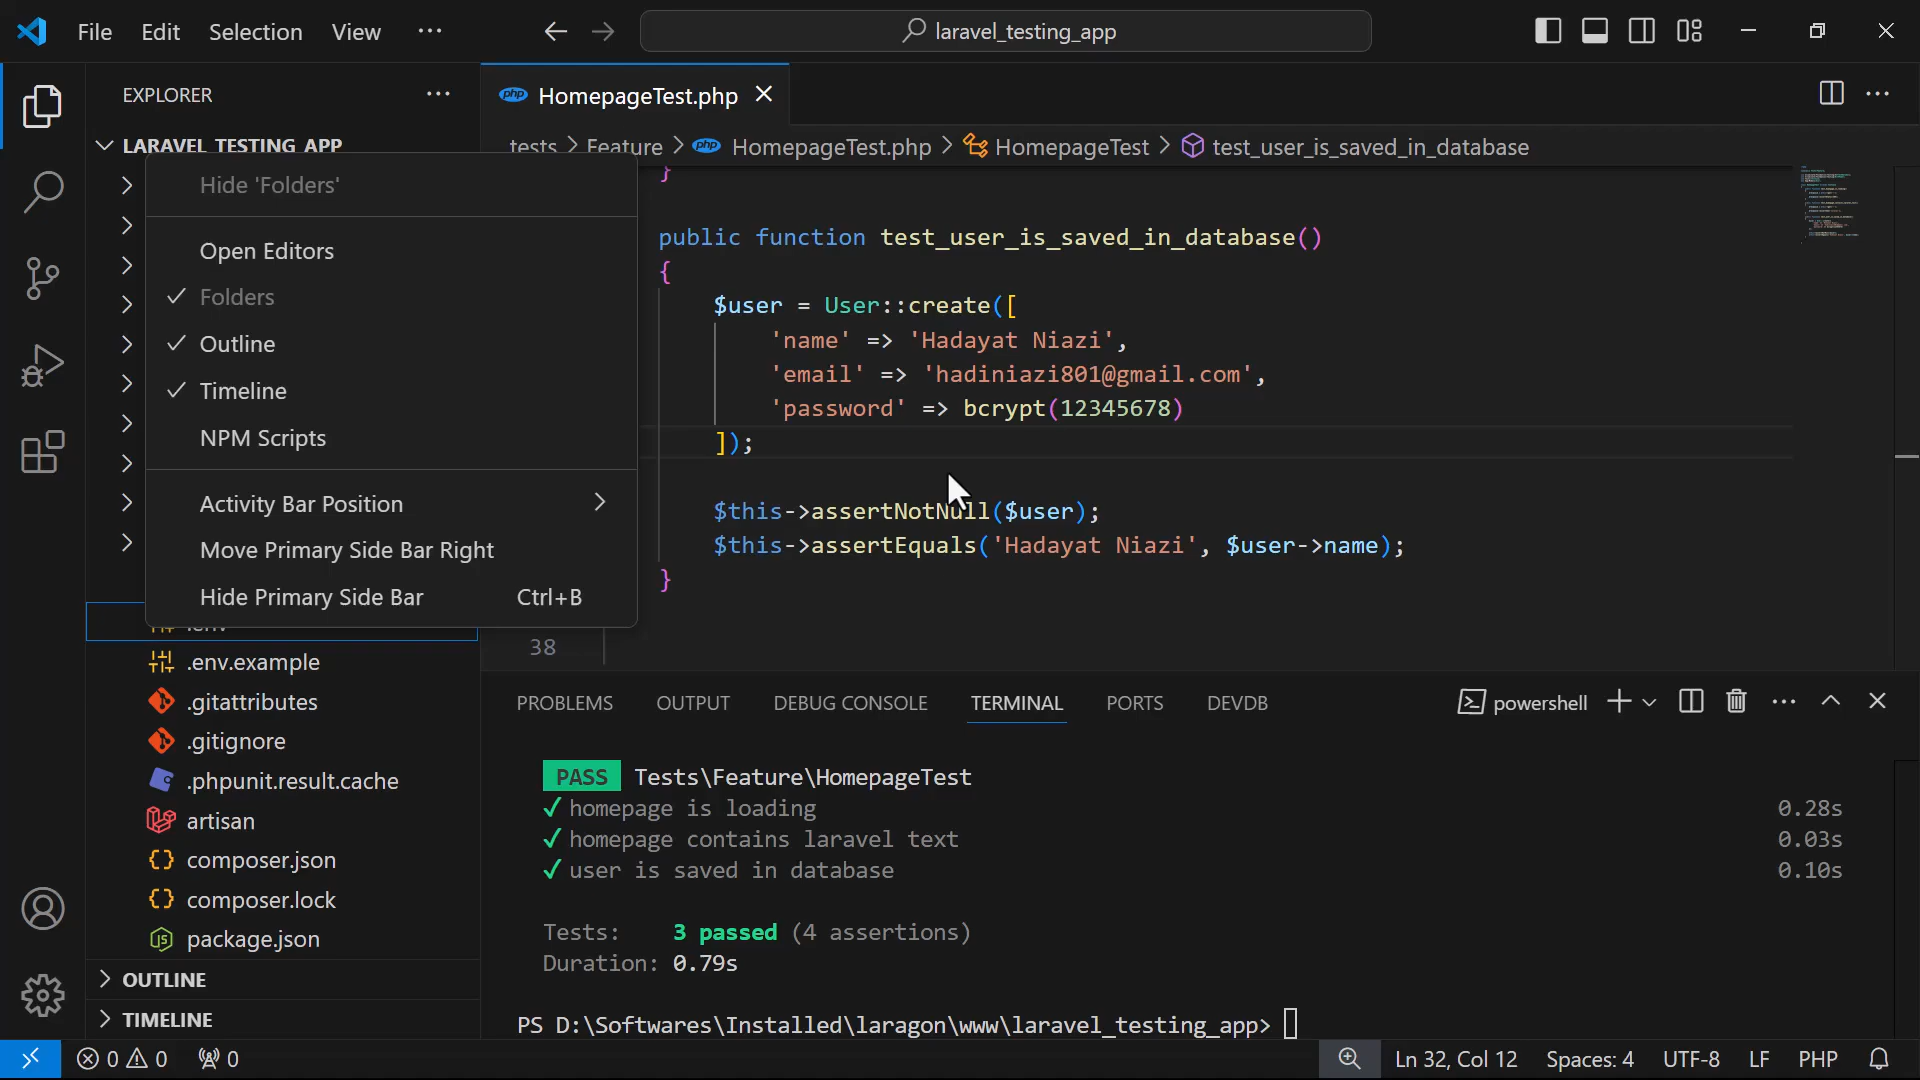 File Edit Selection View ···
laravel_testing_app
EXPLORER
LARAVEL TESTING APP
HomepageTest.php
tests > Feature > HomepageTest.php > HomepageTest > test_user_is_saved_in_database
Hide 'Folders'
Open Editors
Folders
Outline
Timeline
NPM Scripts
Activity Bar Position
Move Primary Side Bar Right
Hide Primary Side Bar Ctrl+B
.env
.env.example
.gitattributes
.gitignore
.phpunit.result.cache
artisan
composer.json
composer.lock
package.json
OUTLINE
TIMELINE
}
public function test_user_is_saved_in_database()
{
$user = User::create([
'name' => 'Hadayat Niazi',
'email' => 'hadiniazi801@gmail.com',
'password' => bcrypt(12345678)
]);
$this->assertNotNull($user);
$this->assertEquals('Hadayat Niazi', $user->name);
}
38
PROBLEMS OUTPUT DEBUG CONSOLE TERMINAL PORTS DEVDB powershell
PASS Tests\Feature\HomepageTest
✓ homepage is loading 0.28s
✓ homepage contains laravel text 0.03s
✓ user is saved in database 0.10s
Tests: 3 passed (4 assertions)
Duration: 0.79s
PS D:\Softwares\Installed\laragon\www\laravel_testing_app>
0 0 0 Ln 32, Col 12 Spaces: 4 UTF-8 LF PHP